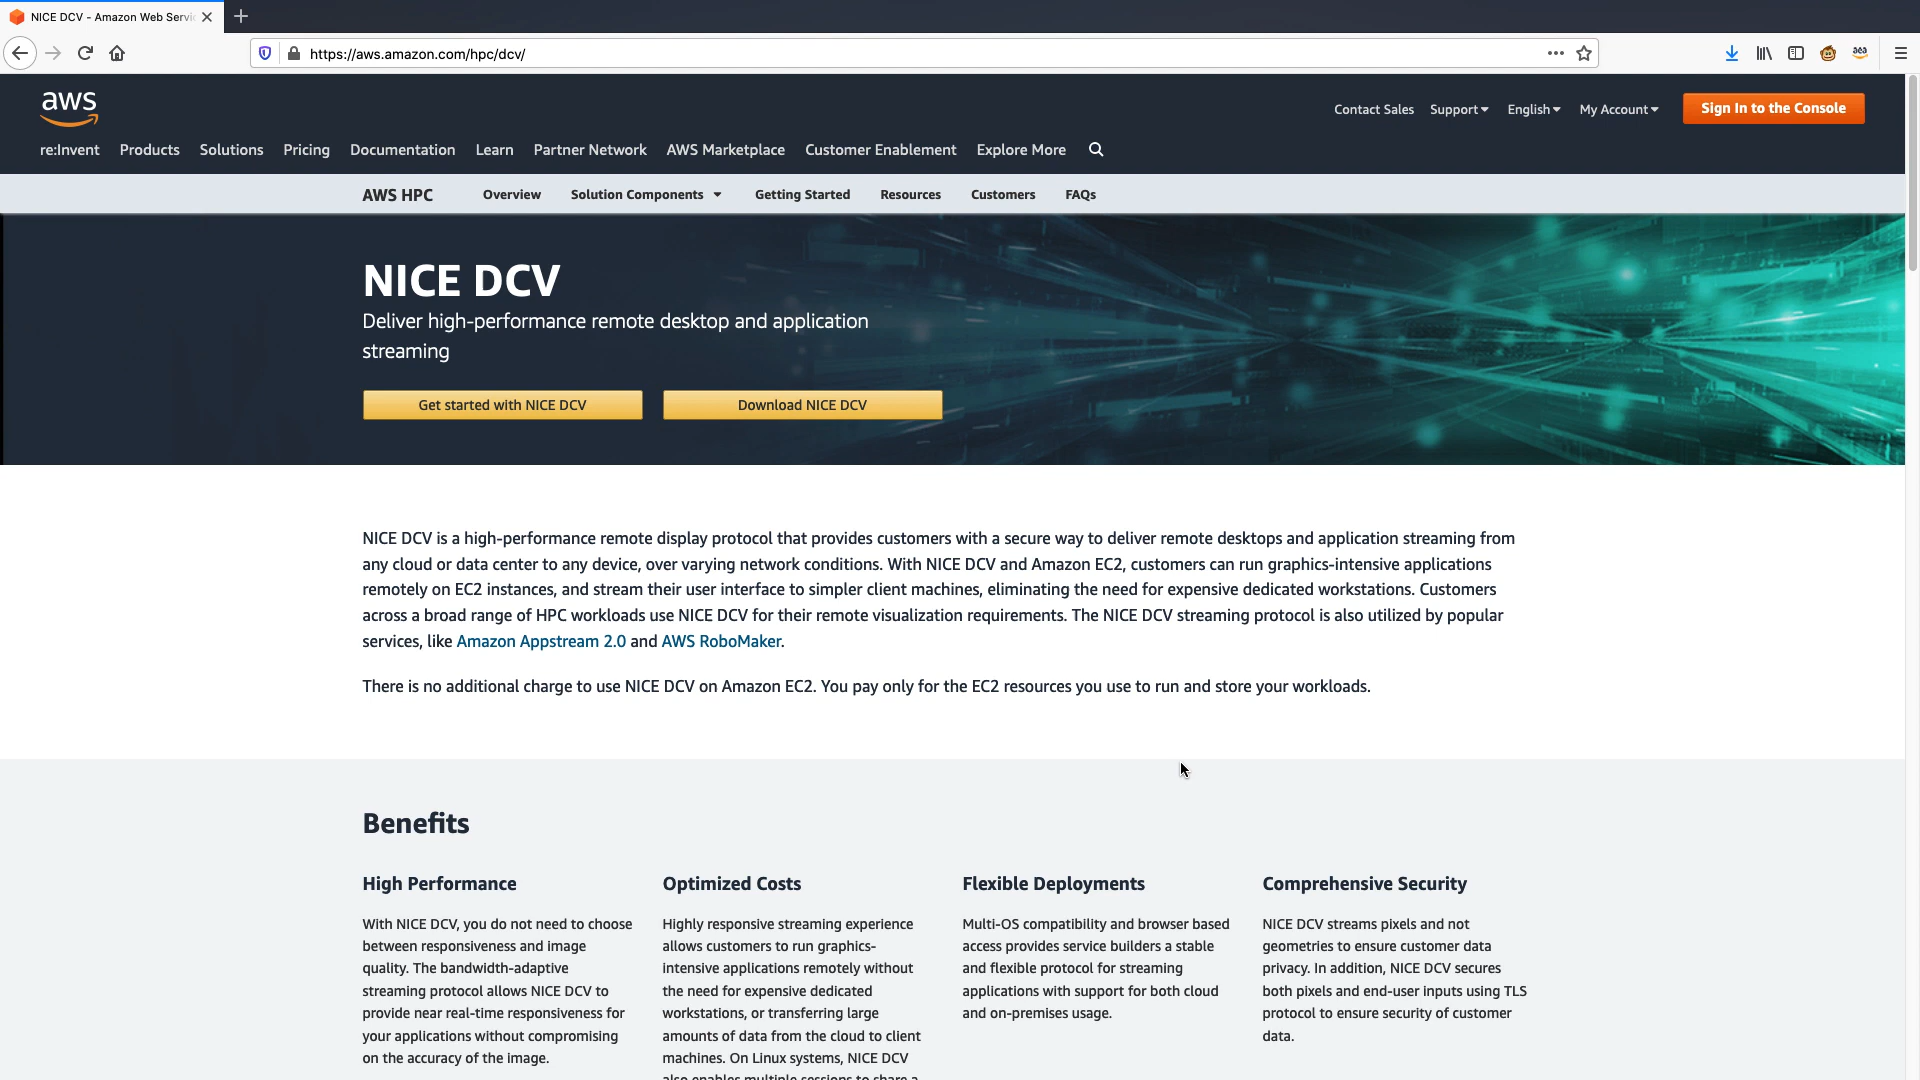 NICE DCV - Amazon Web Servi
https://aws.amazon.com/hpc/dcv/
aws
Contact Sales Support English My Account Sign In to the Console
re:Invent Products Solutions Pricing Documentation Learn Partner Network AWS Marketplace Customer Enablement Explore More
AWS HPC Overview Solution Components Getting Started Resources Customers FAQs
NICE DCV
Deliver high-performance remote desktop and application
streaming
Get started with NICE DCV Download NICE DCV
NICE DCV is a high-performance remote display protocol that provides customers with a secure way to deliver remote desktops and application streaming from
any cloud or data center to any device, over varying network conditions. With NICE DCV and Amazon EC2, customers can run graphics-intensive applications
remotely on EC2 instances, and stream their user interface to simpler client machines, eliminating the need for expensive dedicated workstations. Customers
across a broad range of HPC workloads use NICE DCV for their remote visualization requirements. The NICE DCV streaming protocol is also utilized by popular
services, like Amazon Appstream 2.0 and AWS RoboMaker.
There is no additional charge to use NICE DCV on Amazon EC2. You pay only for the EC2 resources you use to run and store your workloads.
Benefits
High Performance
With NICE DCV, you do not need to choose
between responsiveness and image
quality. The bandwidth-adaptive
streaming protocol allows NICE DCV to
provide near real-time responsiveness for
your applications without compromising
on the accuracy of the image.
Optimized Costs
Highly responsive streaming experience
allows customers to run graphics-
intensive applications remotely without
the need for expensive dedicated
workstations, or transferring large
amounts of data from the cloud to client
machines. On Linux systems, NICE DCV
also enables multiple sessions to share a
Flexible Deployments
Multi-OS compatibility and browser based
access provides service builders a stable
and flexible protocol for streaming
applications with support for both cloud
and on-premises usage.
Comprehensive Security
NICE DCV streams pixels and not
geometries to ensure customer data
privacy. In addition, NICE DCV secures
both pixels and end-user inputs using TLS
protocol to ensure security of customer
data.